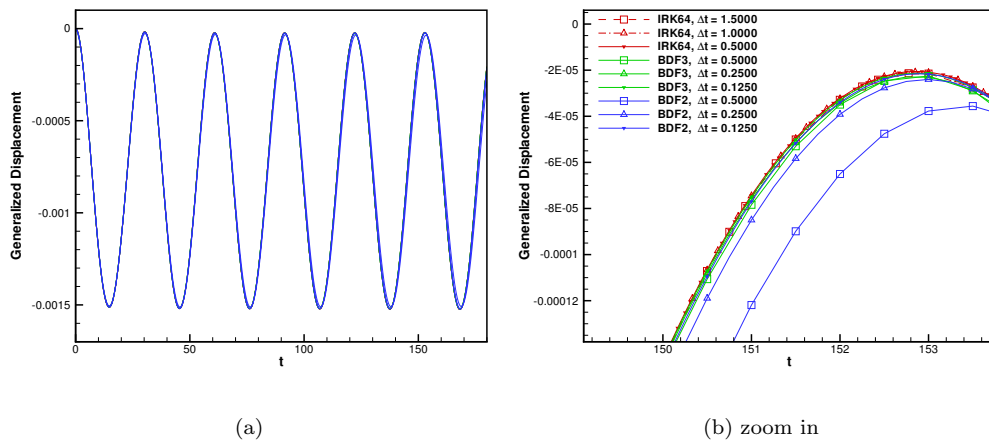 Generalized Displacement
0
-0.0005
-0.001
-0.0015
0
50
100
150
t
(a)
Generalized Displacement
0
-2E-05
-4E-05
-6E-05
-8E-05
-0.0001
-0.00012
IRK64, Δt = 1.5000
IRK64, Δt = 1.0000
IRK64, Δt = 0.5000
BDF3, Δt = 0.5000
BDF3, Δt = 0.2500
BDF3, Δt = 0.1250
BDF2, Δt = 0.5000
BDF2, Δt = 0.2500
BDF2, Δt = 0.1250
150
151
152
153
t
(b) zoom in